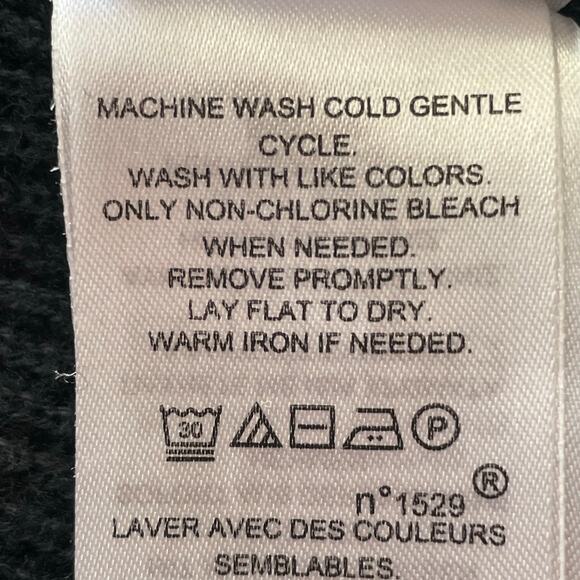 MACHINE WASH COLD GENTLE
CYCLE.
WASH WITH LIKE COLORS.
ONLY NON-CHLORINE BLEACH
WHEN NEEDED.
REMOVE PROMPTLY.
LAY FLAT TO DRY.
WARM IRON IF NEEDED.
30 P
n°1529 ®
LAVER AVEC DES COULEURS
SEMBLABLES.